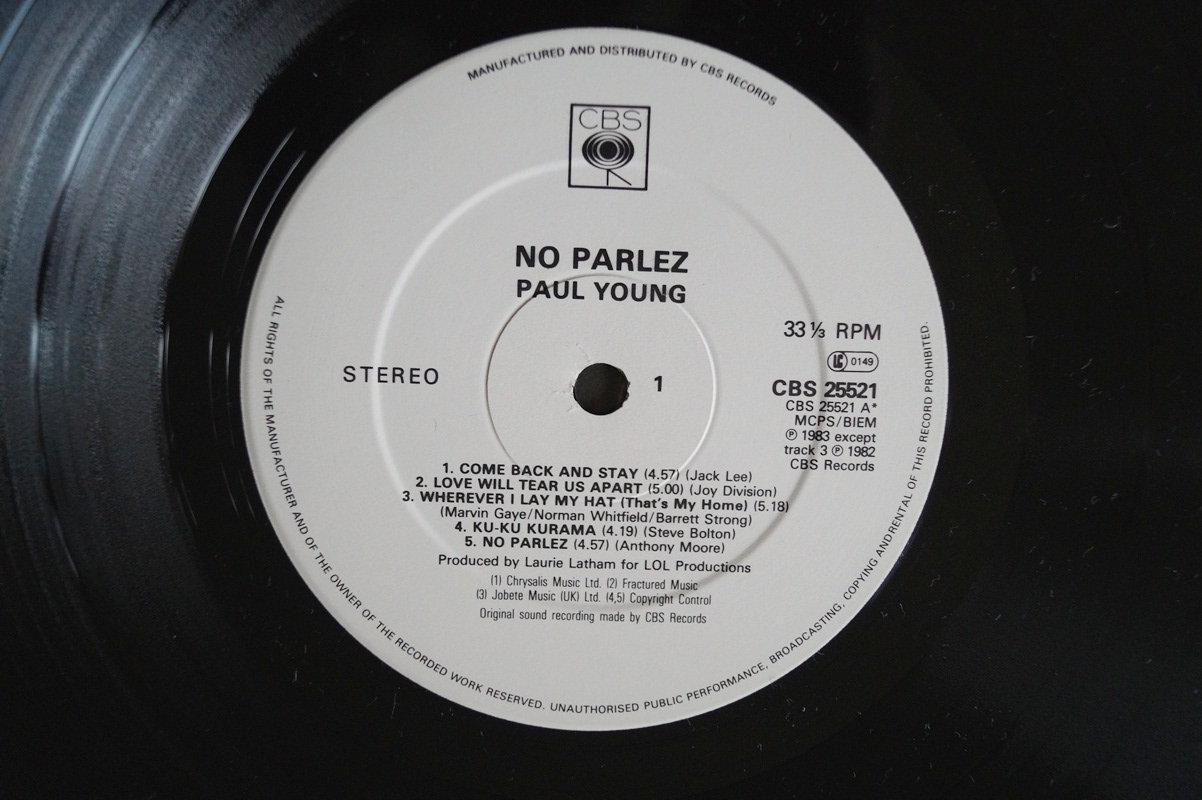 MANUFACTURED AND DISTRIBUTED BY CBS RECORDS
CBS
NO PARLEZ
PAUL YOUNG
STEREO
1
33⅓ RPM
LC 0149
CBS 25521
CBS 25521 A*
MCPS/BIEM
℗ 1983 except
track 3 ℗ 1982
CBS Records
1. COME BACK AND STAY (4.57) (Jack Lee)
2. LOVE WILL TEAR US APART (5.00) (Joy Division)
3. WHEREVER I LAY MY HAT (That's My Home) (5.18)
(Marvin Gaye/Norman Whitfield/Barrett Strong)
4. KU-KU KURAMA (4.19) (Steve Bolton)
5. NO PARLEZ (4.57) (Anthony Moore)
Produced by Laurie Latham for LOL Productions
(1) Chrysalis Music Ltd. (2) Fractured Music
(3) Jobete Music (UK) Ltd. (4,5) Copyright Control
Original sound recording made by CBS Records
ALL RIGHTS OF THE MANUFACTURER AND OF THE OWNER OF THE RECORDED WORK RESERVED. UNAUTHORISED PUBLIC PERFORMANCE, BROADCASTING, COPYING ANDRENTAL OF THIS RECORD PROHIBITED.